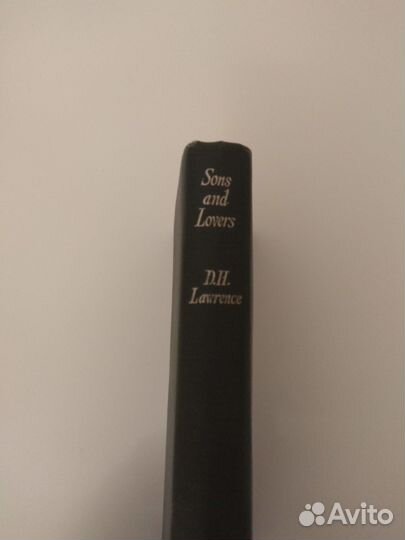 Sons
and
Lovers
D.H.
Lawrence
Avito